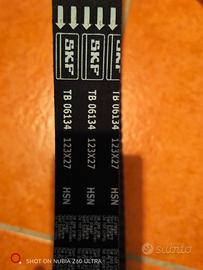 SKF SKF SKF
TB 06134 TB 06134 TB 06134
123X27 123X27 123X27
HSN HSN HSN
SHOT ON NUBIA Z60 ULTRA
subito